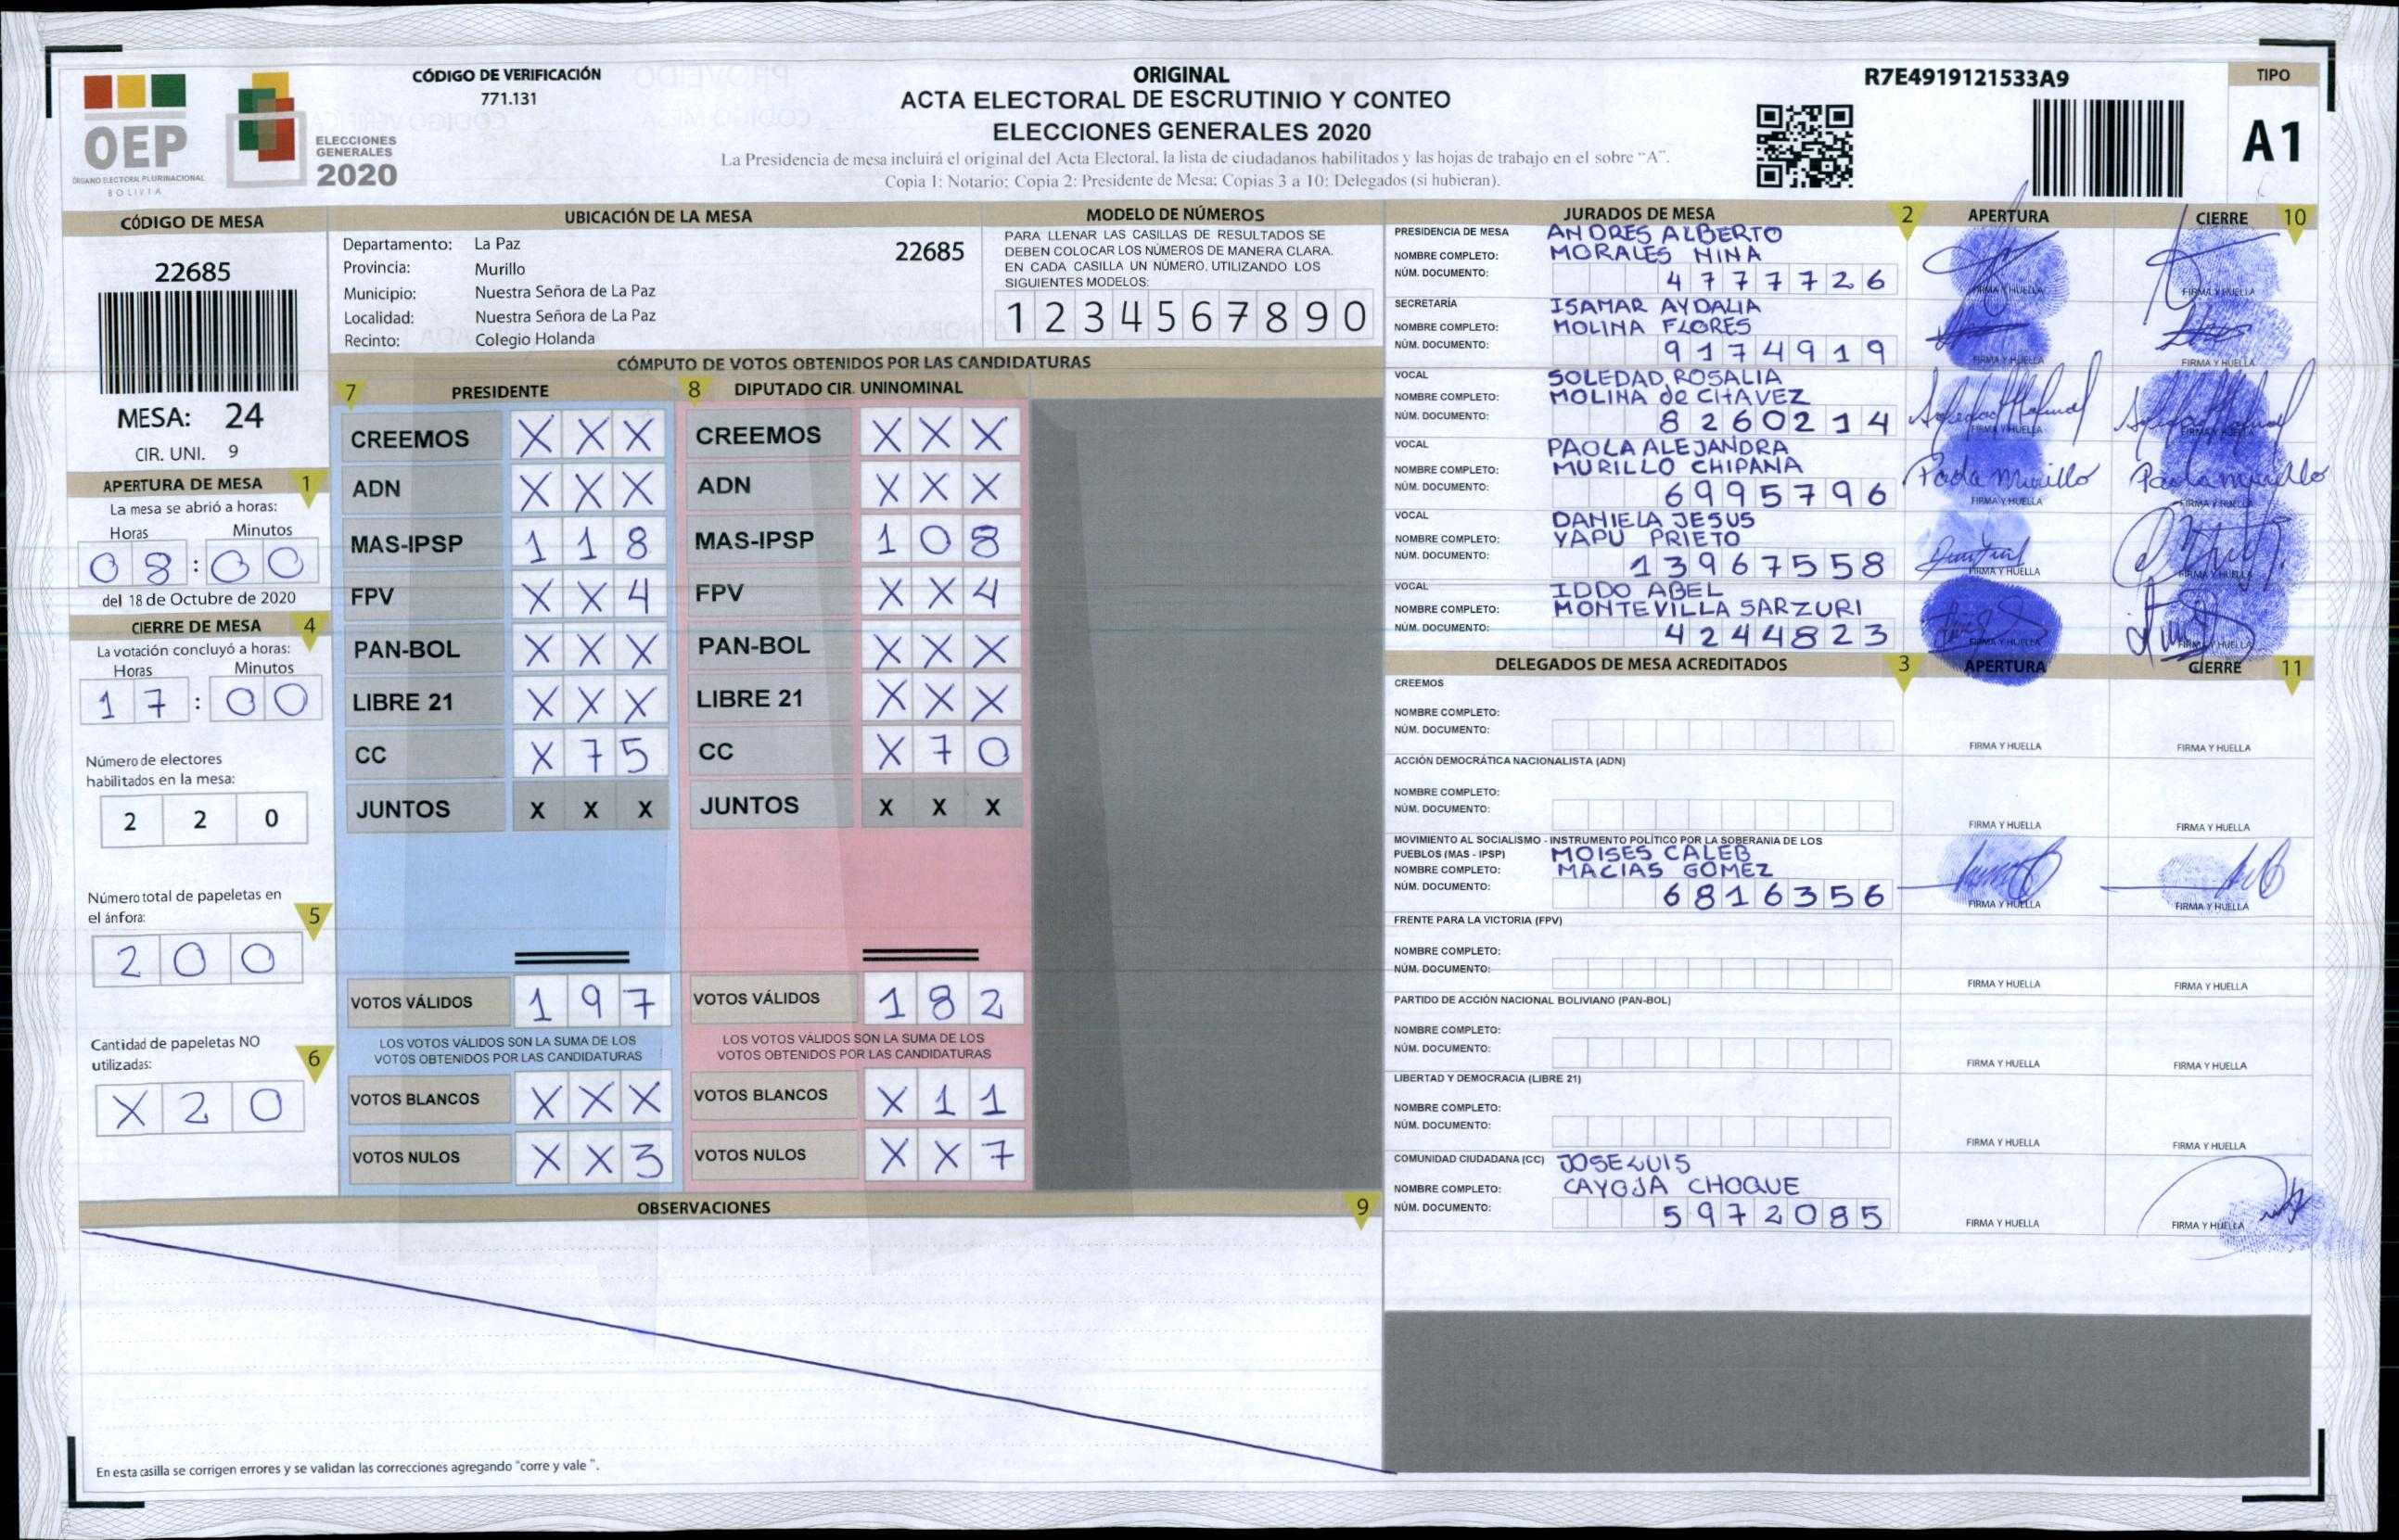 CÓDIGO DE VERIFICACIÓN
771.131
ORIGINAL
ACTA ELECTORAL DE ESCRUTINIO Y CONTEO
ELECCIONES GENERALES 2020
La Presidencia de mesa incluirá el original del Acta Electoral, la lista de ciudadanos habilitados y las hojas de trabajo en el sobre "A".
Copia 1: Notario; Copia 2: Presidente de Mesa; Copias 3 a 10: Delegados (si hubieran).
R7E4919121533A9
TIPO
A1
OEP
ÓRGANO ELECTORAL PLURINACIONAL
BOLIVIA
ELECCIONES
GENERALES
2020
CÓDIGO DE MESA
22685
MESA: 24
CIR. UNI. 9
APERTURA DE MESA 1
La mesa se abrió a horas:
Horas Minutos
08:00
del 18 de Octubre de 2020
CIERRE DE MESA 4
La votación concluyó a horas:
Horas Minutos
17:00
Número de electores
habilitados en la mesa:
2 2 0
Número total de papeletas en
el ánfora: 5
2 0 0
Cantidad de papeletas NO
utilizadas: 6
X 2 0
UBICACIÓN DE LA MESA
Departamento: La Paz 22685
Provincia: Murillo
Municipio: Nuestra Señora de La Paz
Localidad: Nuestra Señora de La Paz
Recinto: Colegio Holanda
MODELO DE NÚMEROS
PARA LLENAR LAS CASILLAS DE RESULTADOS SE
DEBEN COLOCAR LOS NÚMEROS DE MANERA CLARA.
EN CADA CASILLA UN NÚMERO, UTILIZANDO LOS
SIGUIENTES MODELOS:
1 2 3 4 5 6 7 8 9 0
CÓMPUTO DE VOTOS OBTENIDOS POR LAS CANDIDATURAS
7 PRESIDENTE
CREEMOS X X X
ADN X X X
MAS-IPSP 1 1 8
FPV X X 4
PAN-BOL X X X
LIBRE 21 X X X
CC X 7 5
JUNTOS X X X
VOTOS VÁLIDOS 1 9 7
LOS VOTOS VÁLIDOS SON LA SUMA DE LOS
VOTOS OBTENIDOS POR LAS CANDIDATURAS
VOTOS BLANCOS X X X
VOTOS NULOS X X 3
8 DIPUTADO CIR. UNINOMINAL
CREEMOS X X X
ADN X X X
MAS-IPSP 1 0 8
FPV X X 4
PAN-BOL X X X
LIBRE 21 X X X
CC X 7 0
JUNTOS X X X
VOTOS VÁLIDOS 1 8 2
LOS VOTOS VÁLIDOS SON LA SUMA DE LOS
VOTOS OBTENIDOS POR LAS CANDIDATURAS
VOTOS BLANCOS X 1 1
VOTOS NULOS X X 7
OBSERVACIONES 9
En esta casilla se corrigen errores y se validan las correcciones agregando "corre y vale ".
JURADOS DE MESA 2 APERTURA CIERRE 10
PRESIDENCIA DE MESA ANDRES ALBERTO
NOMBRE COMPLETO: MORALES NINA
NÚM. DOCUMENTO: 4777726
FIRMA Y HUELLA FIRMA Y HUELLA
SECRETARÍA ISAMAR AYDALIA
NOMBRE COMPLETO: MOLINA FLORES
NÚM. DOCUMENTO: 9174919
FIRMA Y HUELLA FIRMA Y HUELLA
VOCAL SOLEDAD ROSALIA
NOMBRE COMPLETO: MOLINA de CHAVEZ
NÚM. DOCUMENTO: 8260214
FIRMA Y HUELLA FIRMA Y HUELLA
VOCAL PAOLA ALEJANDRA
NOMBRE COMPLETO: MURILLO CHIPANA
NÚM. DOCUMENTO: 6995796
Paola Murillo Paola murillo
FIRMA Y HUELLA FIRMA Y HUELLA
VOCAL DANIELA JESUS
NOMBRE COMPLETO: YAPU PRIETO
NÚM. DOCUMENTO: 13967558
FIRMA Y HUELLA FIRMA Y HUELLA
VOCAL IDDO ABEL
NOMBRE COMPLETO: MONTEVILLA SARZURI
NÚM. DOCUMENTO: 4244823
FIRMA Y HUELLA FIRMA Y HUELLA
DELEGADOS DE MESA ACREDITADOS 3 APERTURA CIERRE 11
CREEMOS
NOMBRE COMPLETO:
NÚM. DOCUMENTO:
FIRMA Y HUELLA FIRMA Y HUELLA
ACCIÓN DEMOCRÁTICA NACIONALISTA (ADN)
NOMBRE COMPLETO:
NÚM. DOCUMENTO:
FIRMA Y HUELLA FIRMA Y HUELLA
MOVIMIENTO AL SOCIALISMO - INSTRUMENTO POLÍTICO POR LA SOBERANIA DE LOS
PUEBLOS (MAS - IPSP) MOISES CALEB
NOMBRE COMPLETO: MACIAS GOMEZ
NÚM. DOCUMENTO: 6816356
FIRMA Y HUELLA FIRMA Y HUELLA
FRENTE PARA LA VICTORIA (FPV)
NOMBRE COMPLETO:
NÚM. DOCUMENTO:
FIRMA Y HUELLA FIRMA Y HUELLA
PARTIDO DE ACCIÓN NACIONAL BOLIVIANO (PAN-BOL)
NOMBRE COMPLETO:
NÚM. DOCUMENTO:
FIRMA Y HUELLA FIRMA Y HUELLA
LIBERTAD Y DEMOCRACIA (LIBRE 21)
NOMBRE COMPLETO:
NÚM. DOCUMENTO:
FIRMA Y HUELLA FIRMA Y HUELLA
COMUNIDAD CIUDADANA (CC) JOSE LUIS
NOMBRE COMPLETO: CAYOJA CHOQUE
NÚM. DOCUMENTO: 5972085
FIRMA Y HUELLA FIRMA Y HUELLA